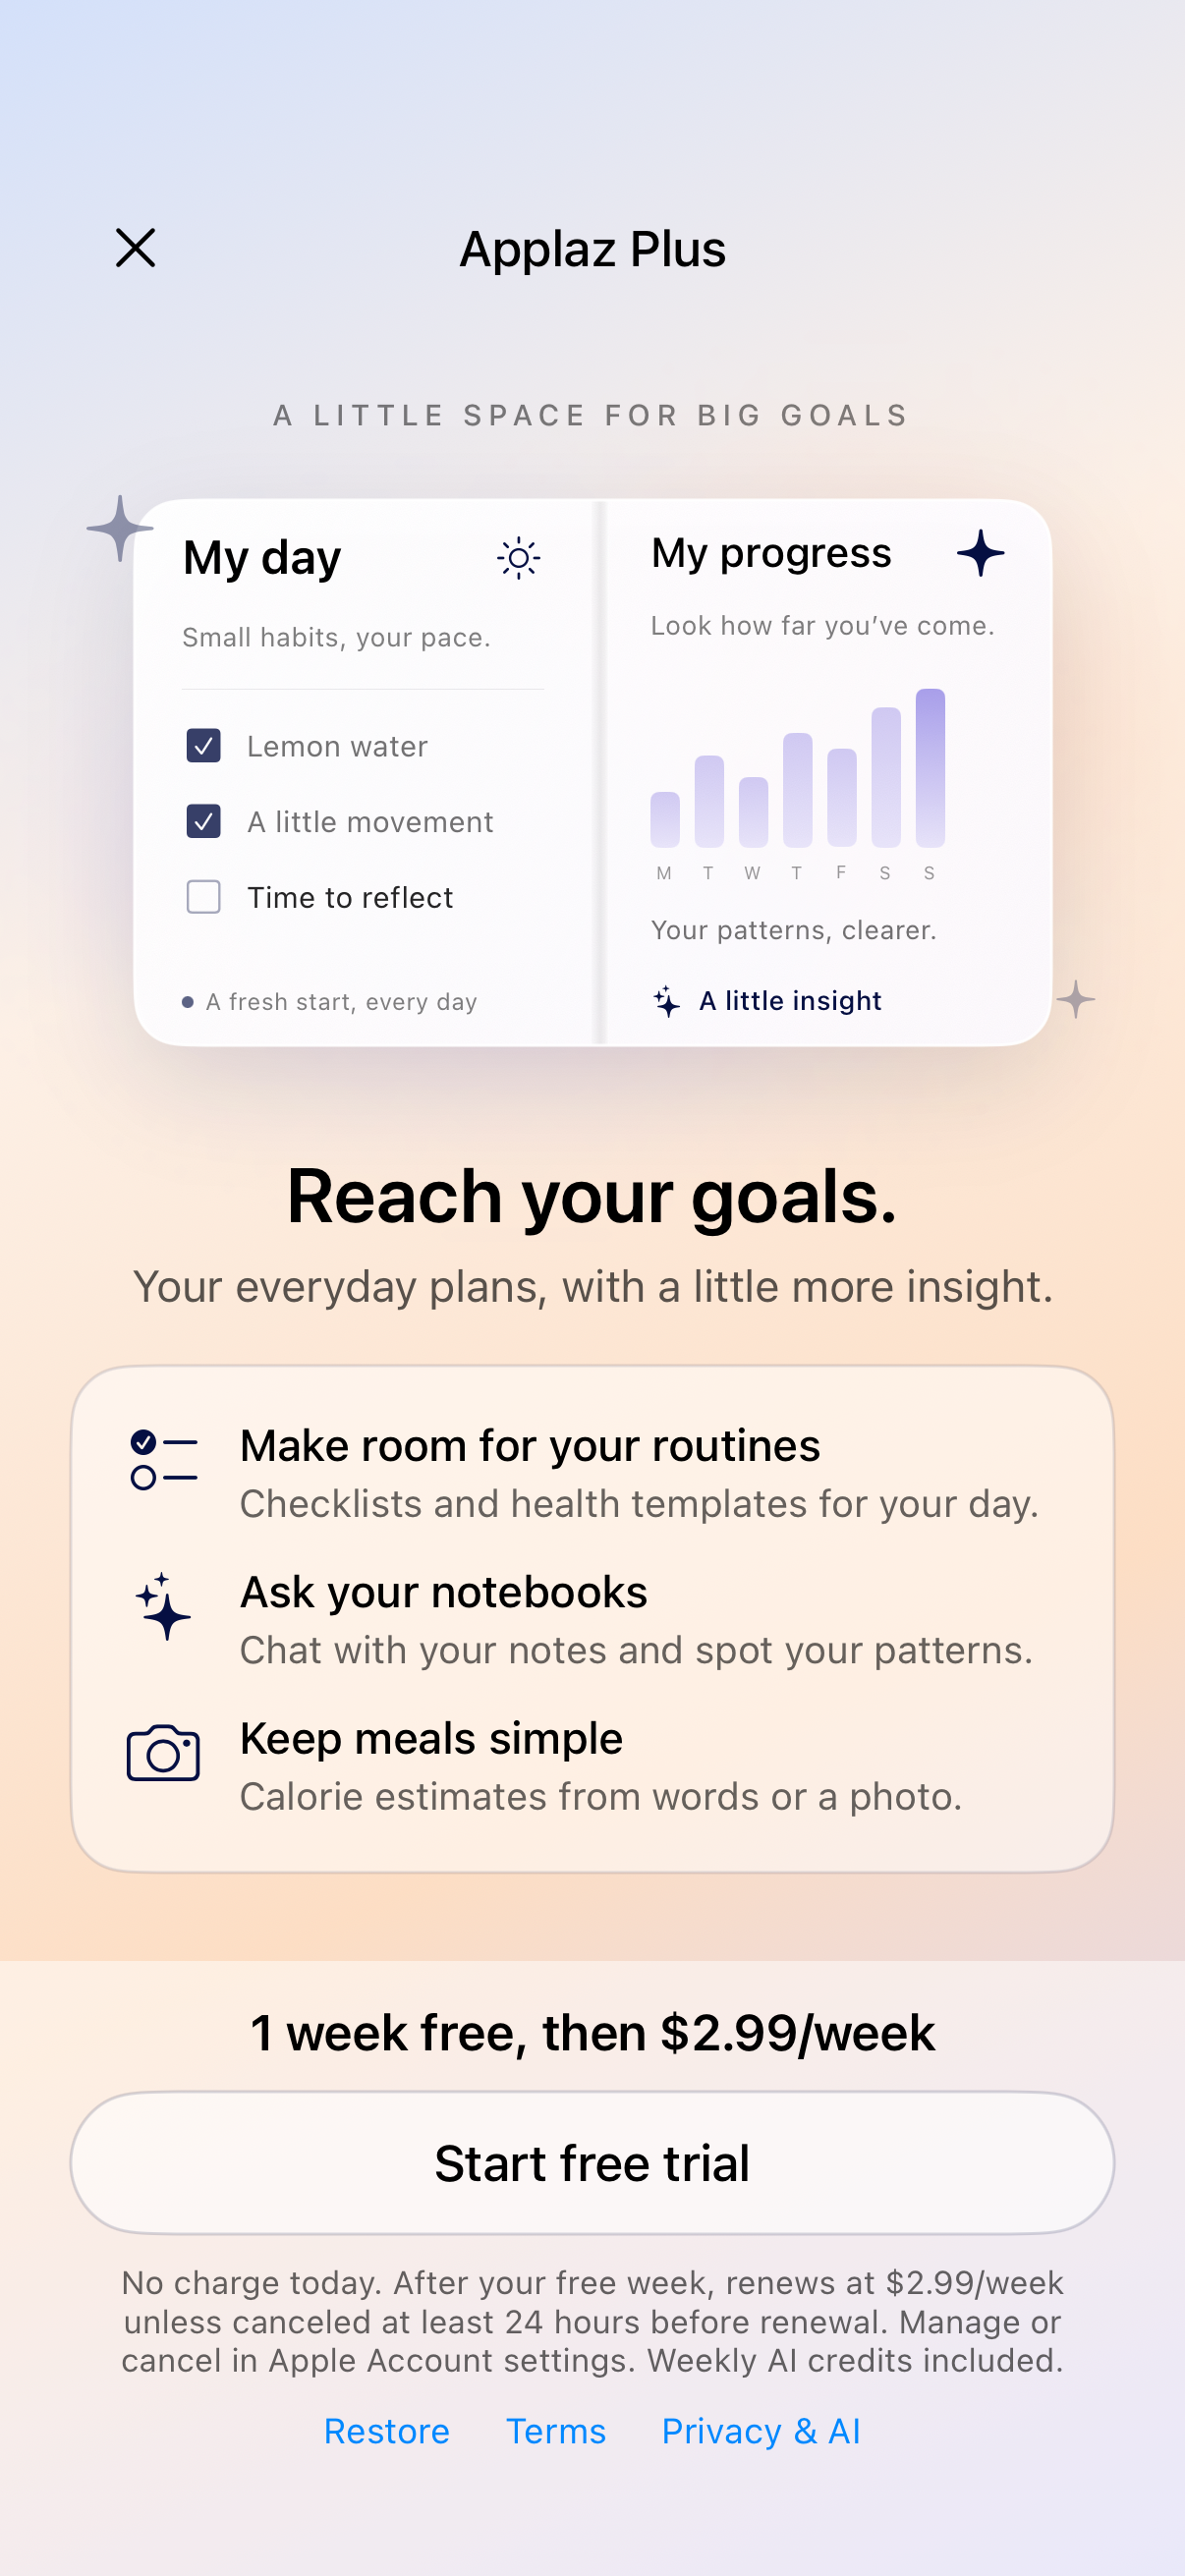 Applaz Plus
A LITTLE SPACE FOR BIG GOALS
My day
Small habits, your pace.
Lemon water
A little movement
Time to reflect
A fresh start, every day
My progress
Look how far you’ve come.
M T W T F S S
Your patterns, clearer.
A little insight
Reach your goals.
Your everyday plans, with a little more insight.
Make room for your routines
Checklists and health templates for your day.
Ask your notebooks
Chat with your notes and spot your patterns.
Keep meals simple
Calorie estimates from words or a photo.
1 week free, then $2.99/week
Start free trial
No charge today. After your free week, renews at $2.99/week
unless canceled at least 24 hours before renewal. Manage or
cancel in Apple Account settings. Weekly AI credits included.
Restore Terms Privacy & AI